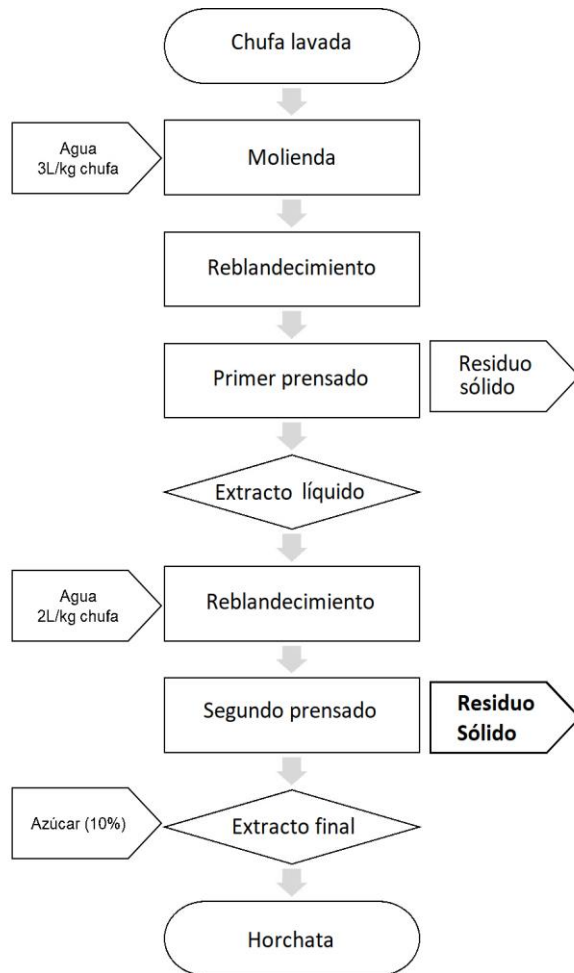 Chufa lavada
Agua
3L/kg chufa
Molienda
Reblandecimiento
Primer prensado
Residuo
sólido
Extracto líquido
Agua
2L/kg chufa
Reblandecimiento
Segundo prensado
Residuo
Sólido
Azúcar (10%)
Extracto final
Horchata